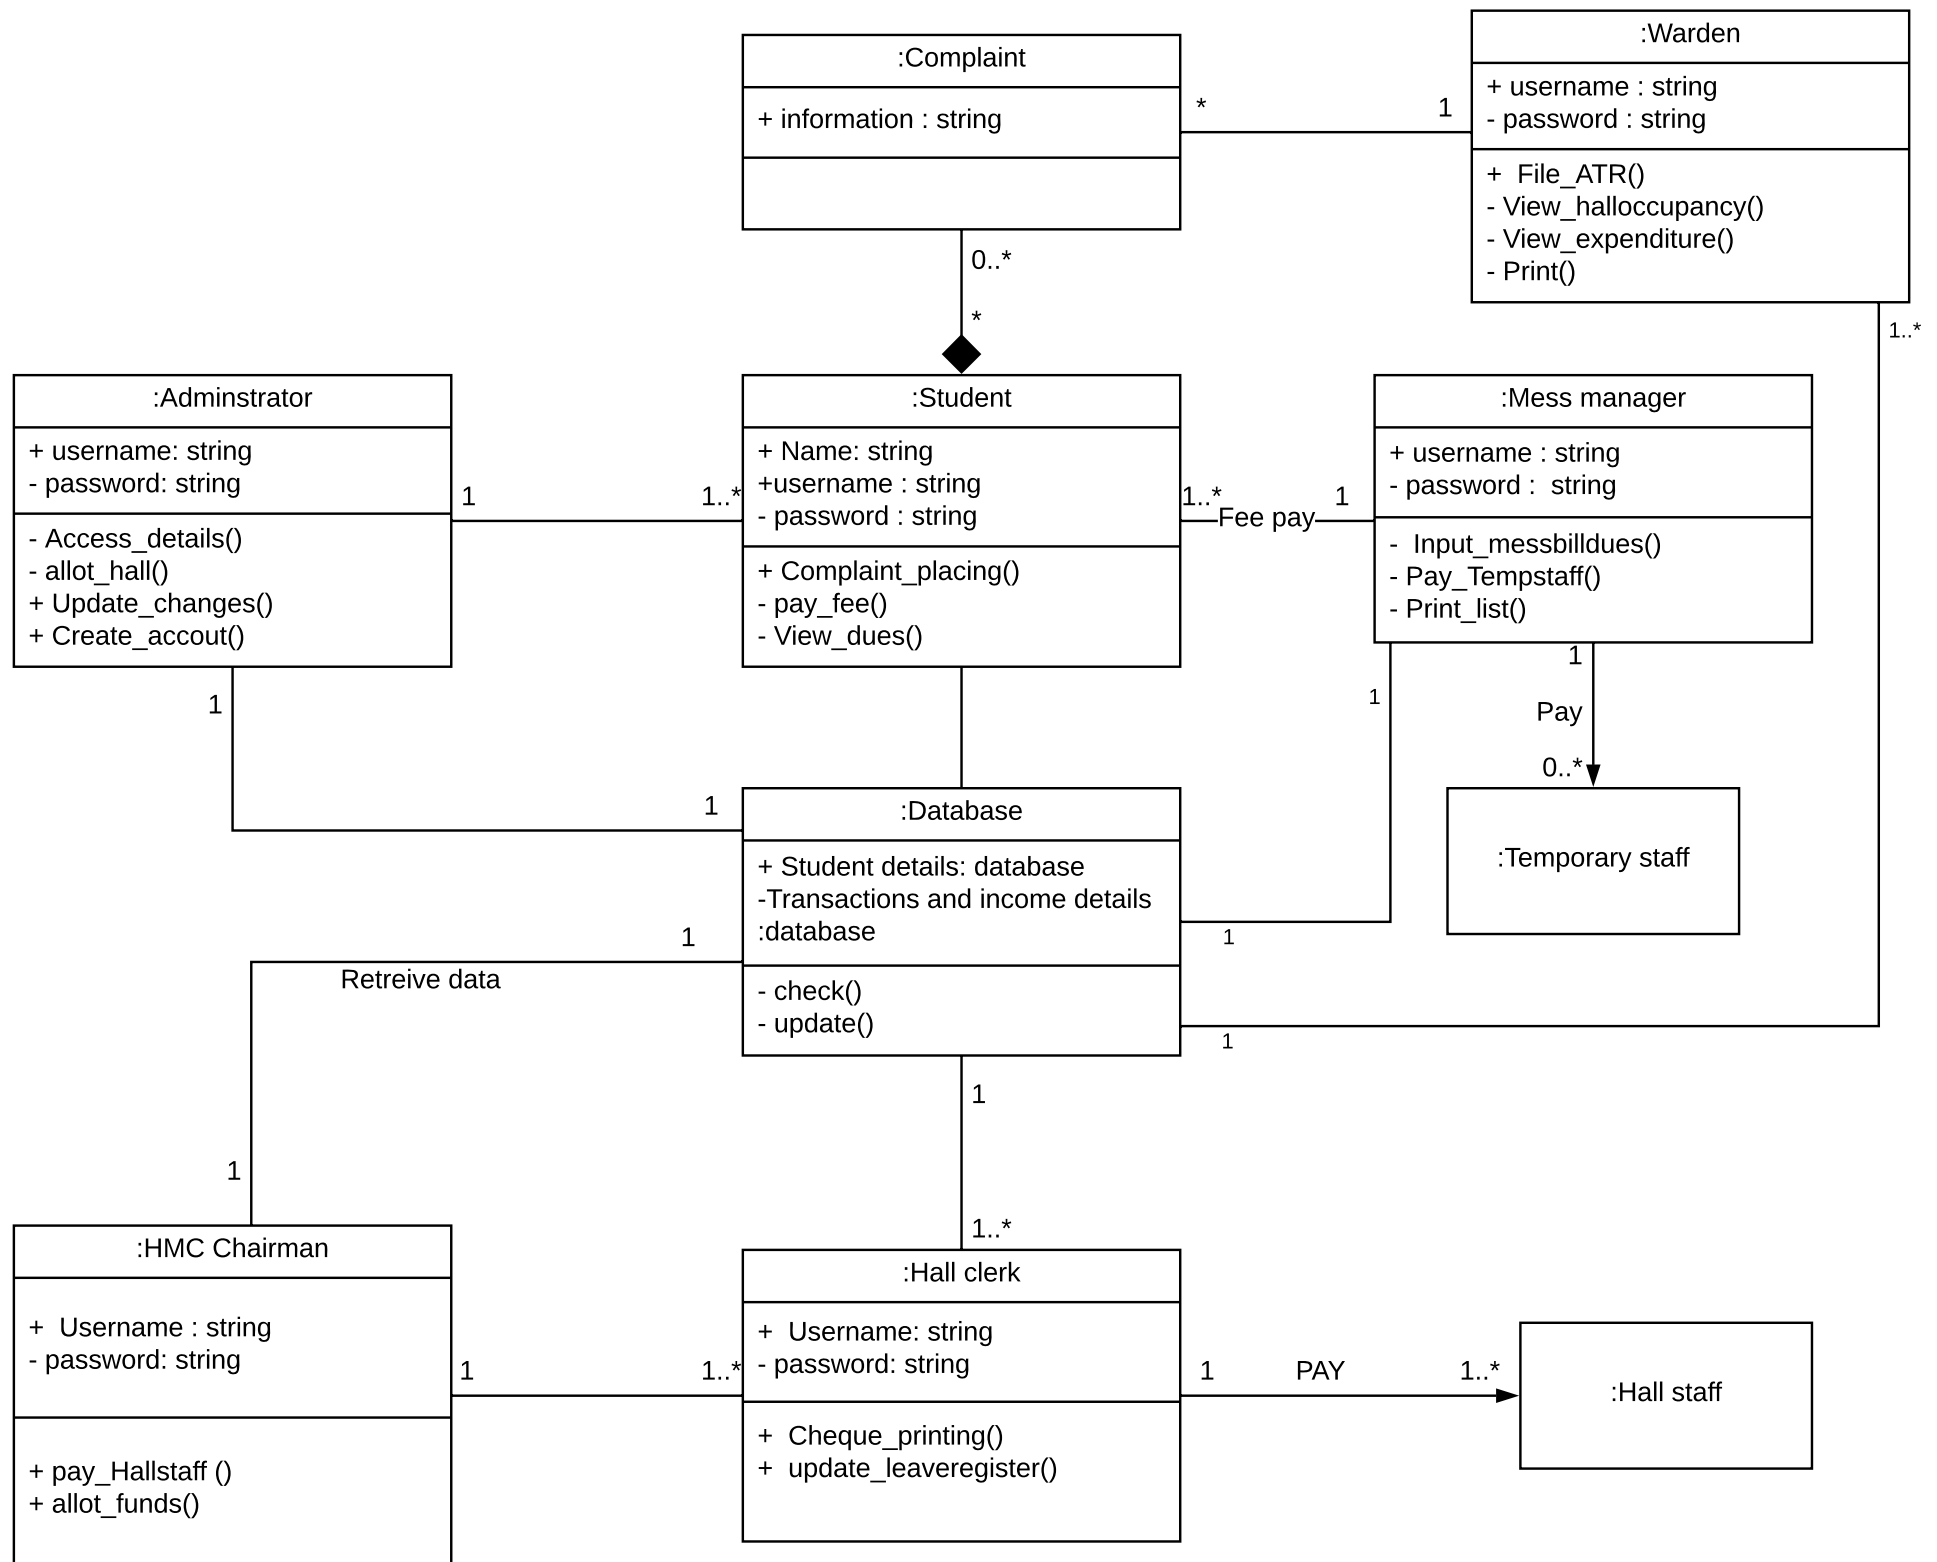 :Complaint
+ information : string
* 1
:Warden
+ username : string
- password : string
+  File_ATR()
- View_halloccupancy()
- View_expenditure()
- Print()
0..*
*
1..*
:Adminstrator
+ username: string
- password: string
- Access_details()
- allot_hall()
+ Update_changes()
+ Create_accout()
1 1..*
:Student
+ Name: string
+username : string
- password : string
+ Complaint_placing()
- pay_fee()
- View_dues()
1..* Fee pay 1
:Mess manager
+ username : string
- password :  string
-  Input_messbilldues()
- Pay_Tempstaff()
- Print_list()
1
Pay
0..*
:Temporary staff
1
1
1
1
:Database
+ Student details: database
-Transactions and income details
:database
- check()
- update()
1
1
Retreive data
1
1
1..*
:HMC Chairman
+  Username : string
- password: string
+ pay_Hallstaff ()
+ allot_funds()
1 1..*
:Hall clerk
+  Username: string
- password: string
+  Cheque_printing()
+  update_leaveregister()
1 PAY 1..*
:Hall staff